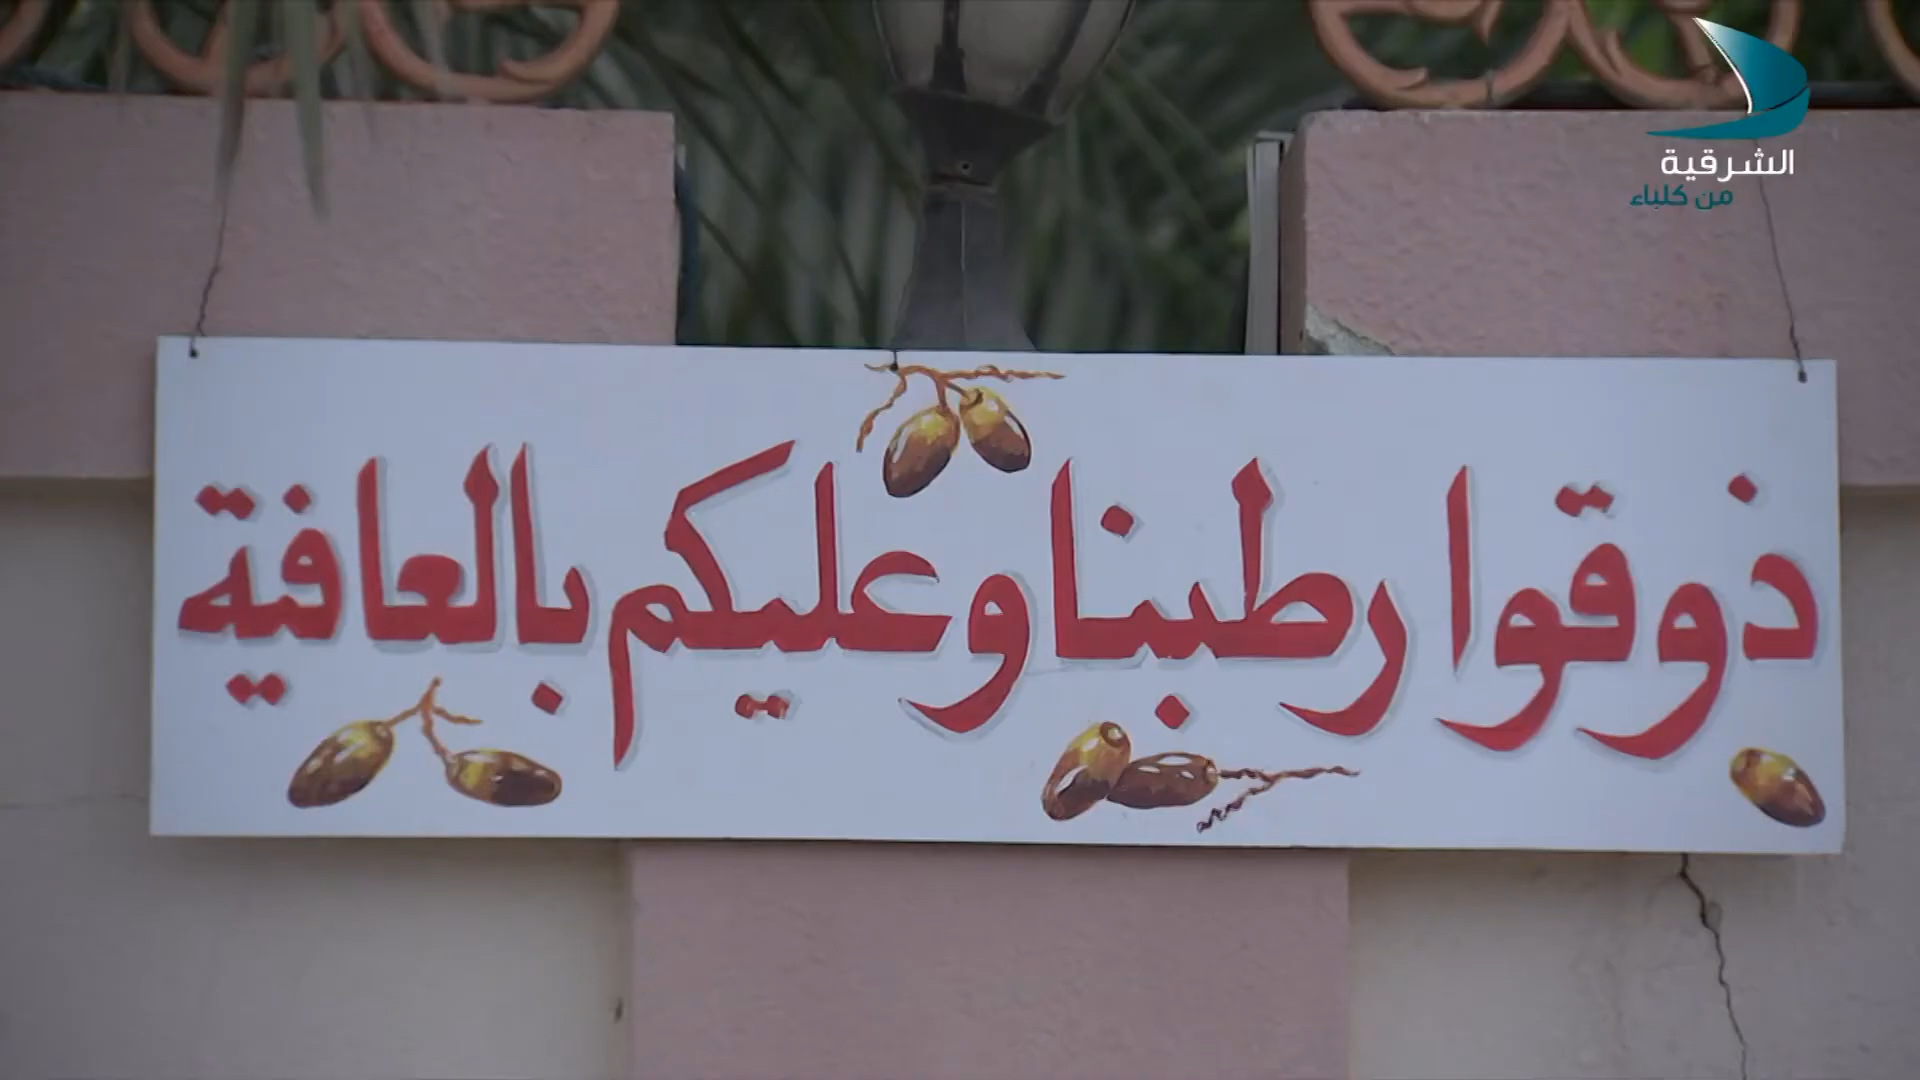 الشرقية
من كلباء
ذوقوا رطبنا وعليكم بالعافية